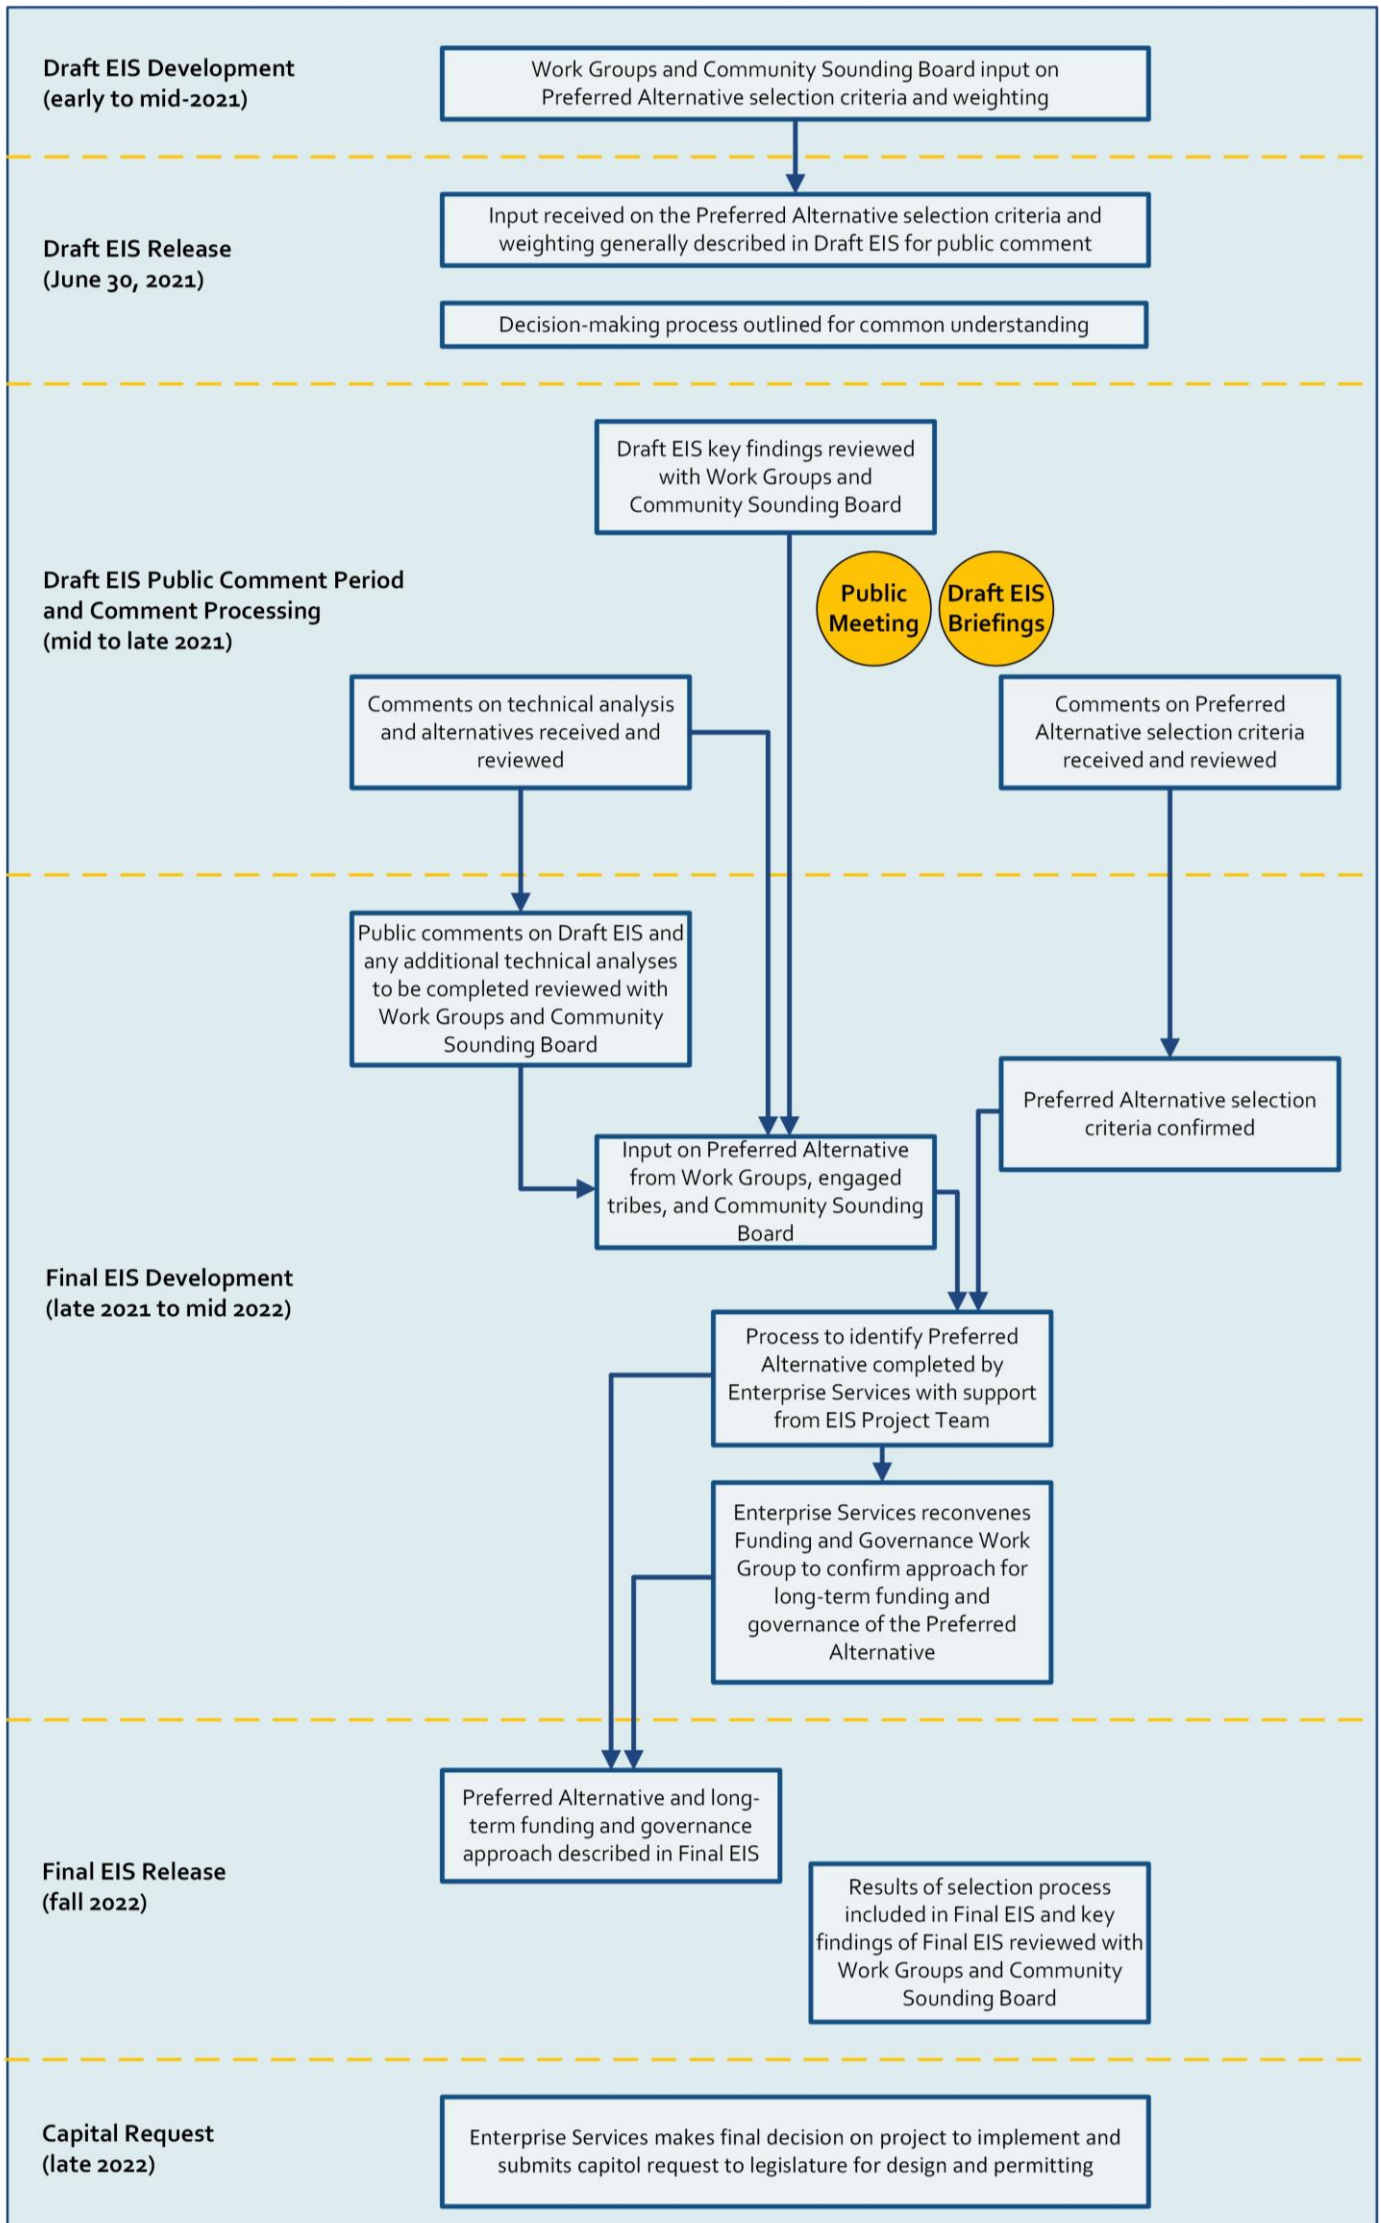 Draft EIS Development
(early to mid-2021)
Work Groups and Community Sounding Board input on
Preferred Alternative selection criteria and weighting
Draft EIS Release
(June 30, 2021)
Input received on the Preferred Alternative selection criteria and
weighting generally described in Draft EIS for public comment
Decision-making process outlined for common understanding
Draft EIS Public Comment Period
and Comment Processing
(mid to late 2021)
Draft EIS key findings reviewed
with Work Groups and
Community Sounding Board
Public
Meeting
Draft EIS
Briefings
Comments on technical analysis
and alternatives received and
reviewed
Comments on Preferred
Alternative selection criteria
received and reviewed
Final EIS Development
(late 2021 to mid 2022)
Public comments on Draft EIS and
any additional technical analyses
to be completed reviewed with
Work Groups and Community
Sounding Board
Preferred Alternative selection
criteria confirmed
Input on Preferred Alternative
from Work Groups, engaged
tribes, and Community Sounding
Board
Process to identify Preferred
Alternative completed by
Enterprise Services with support
from EIS Project Team
Enterprise Services reconvenes
Funding and Governance Work
Group to confirm approach for
long-term funding and
governance of the Preferred
Alternative
Final EIS Release
(fall 2022)
Preferred Alternative and long-
term funding and governance
approach described in Final EIS
Results of selection process
included in Final EIS and key
findings of Final EIS reviewed with
Work Groups and Community
Sounding Board
Capital Request
(late 2022)
Enterprise Services makes final decision on project to implement and
submits capitol request to legislature for design and permitting